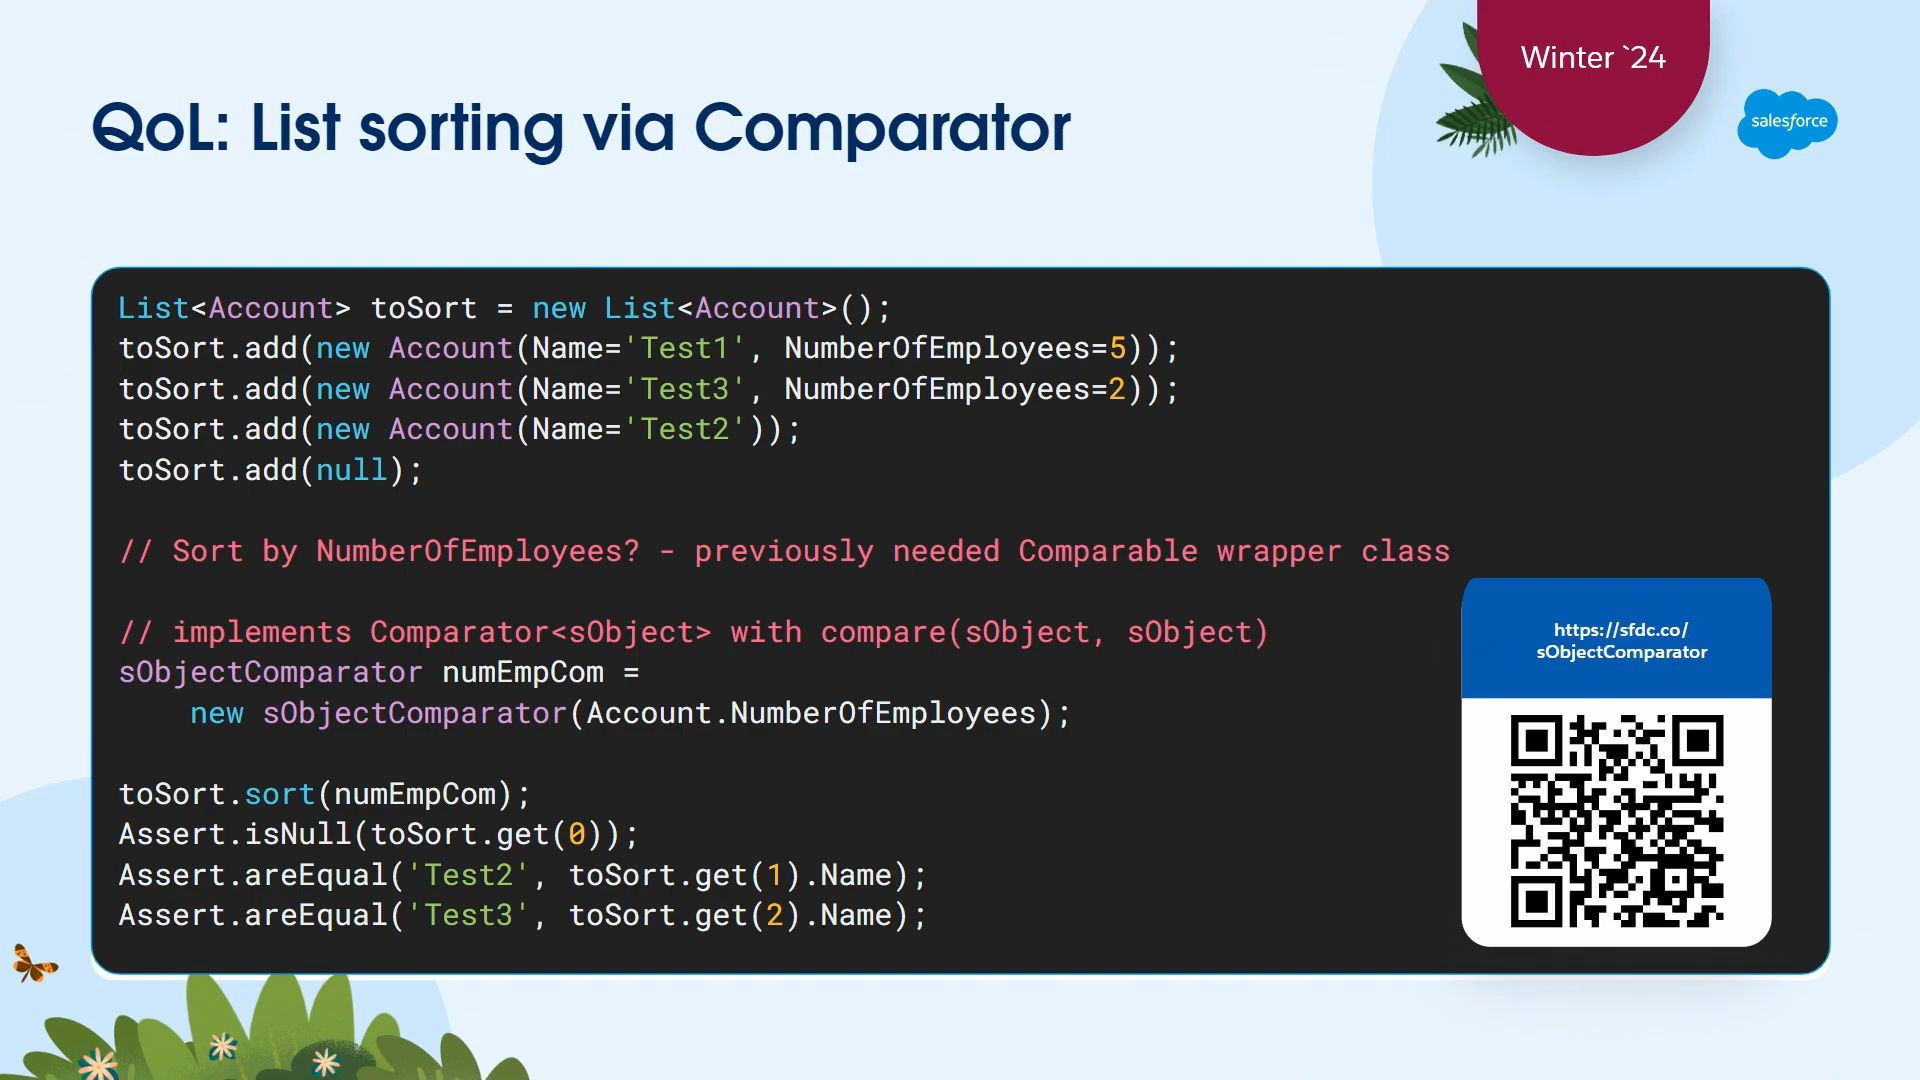 Winter `24
salesforce
QoL: List sorting via Comparator
List<Account> toSort = new List<Account>();
toSort.add(new Account(Name='Test1', NumberOfEmployees=5));
toSort.add(new Account(Name='Test3', NumberOfEmployees=2));
toSort.add(new Account(Name='Test2'));
toSort.add(null);
// Sort by NumberOfEmployees? - previously needed Comparable wrapper class
// implements Comparator<sObject> with compare(sObject, sObject)
sObjectComparator numEmpCom =
    new sObjectComparator(Account.NumberOfEmployees);
toSort.sort(numEmpCom);
Assert.isNull(toSort.get(0));
Assert.areEqual('Test2', toSort.get(1).Name);
Assert.areEqual('Test3', toSort.get(2).Name);
https://sfdc.co/
sObjectComparator